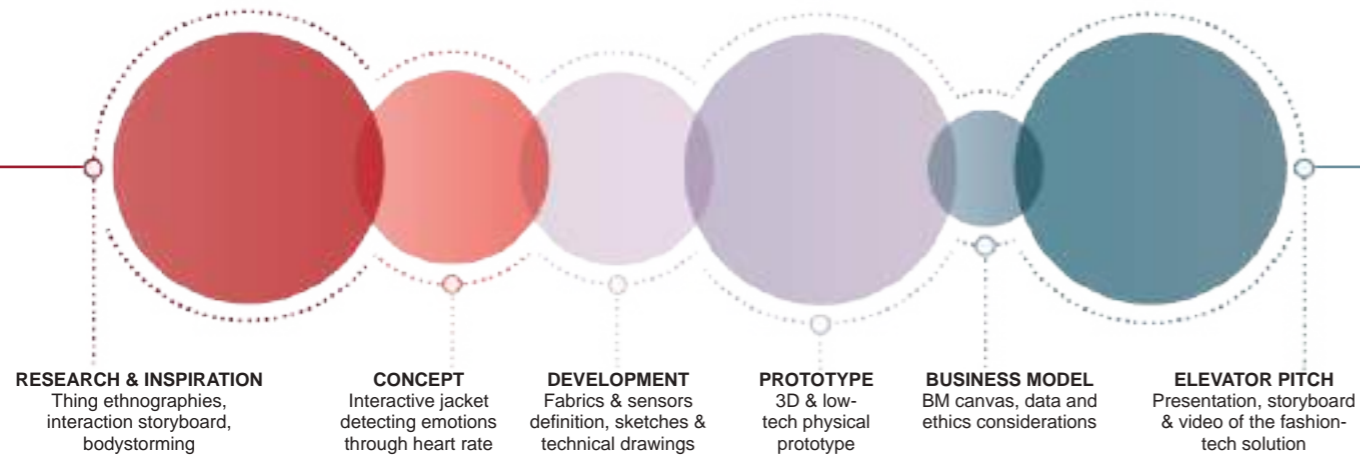 RESEARCH & INSPIRATION
Thing ethnographies,
interaction storyboard,
bodystorming
CONCEPT
Interactive jacket
detecting emotions
through heart rate
DEVELOPMENT
Fabrics & sensors
definition, sketches &
technical drawings
PROTOTYPE
3D & low-
tech physical
prototype
BUSINESS MODEL
BM canvas, data and
ethics considerations
ELEVATOR PITCH
Presentation, storyboard
& video of the fashion-
tech solution